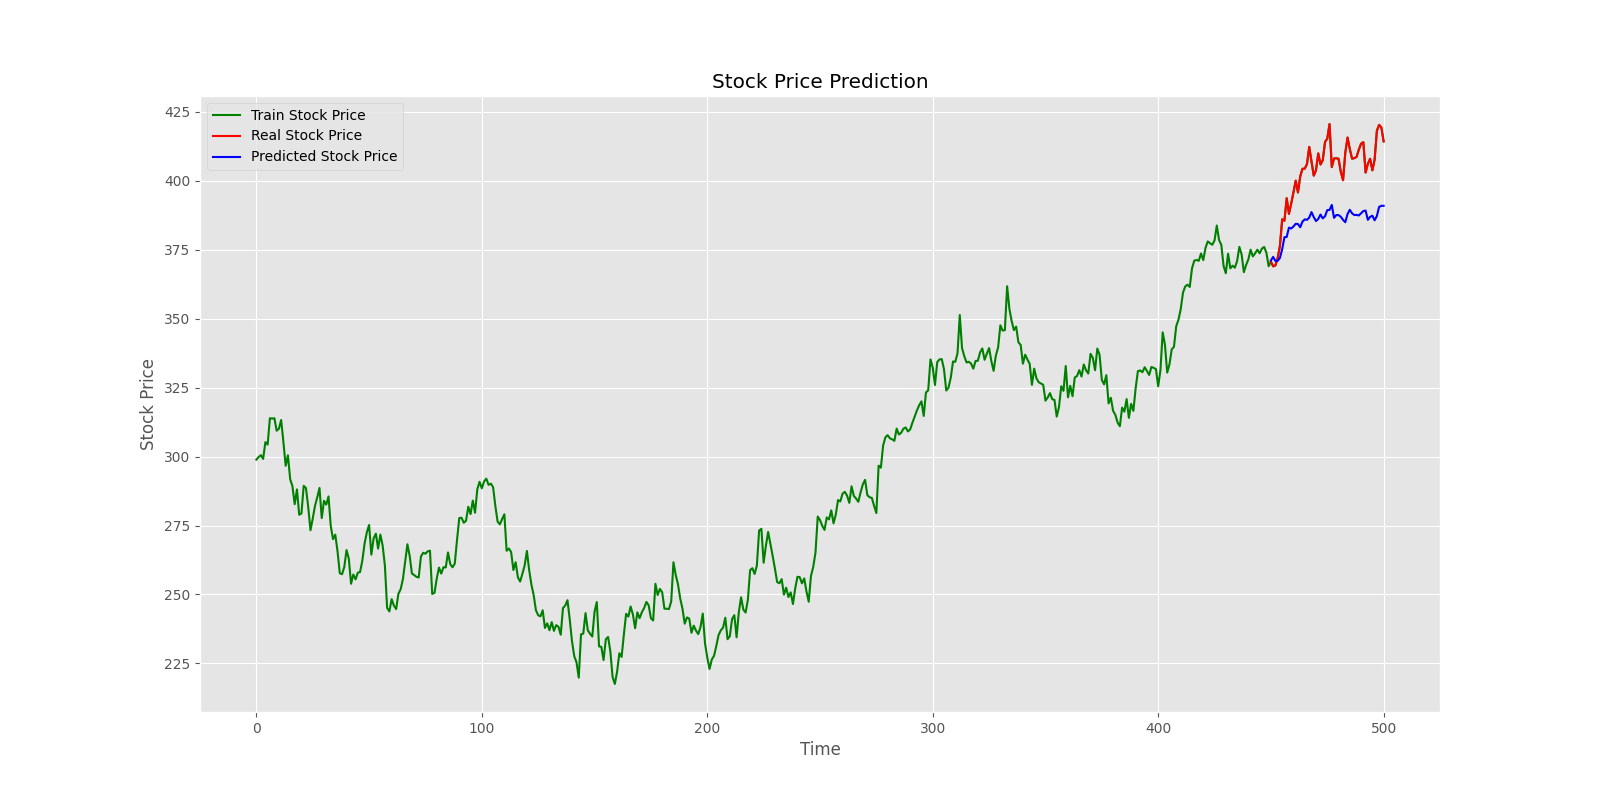 Stock Price Prediction
Train Stock Price
Real Stock Price
Predicted Stock Price
425
400
375
350
325
300
275
250
225
Stock Price
0 100 200 300 400 500
Time